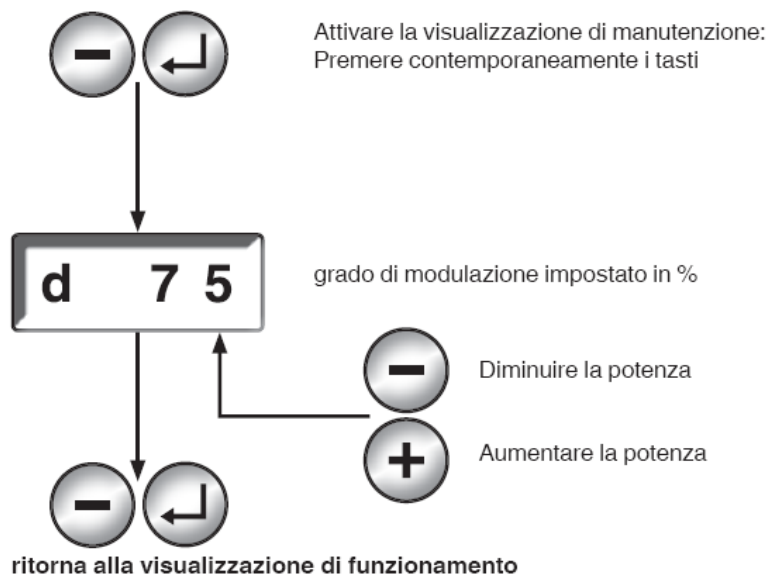 Attivare la visualizzazione di manutenzione:
Premere contemporaneamente i tasti
d 75
grado di modulazione impostato in %
Diminuire la potenza
Aumentare la potenza
ritorna alla visualizzazione di funzionamento